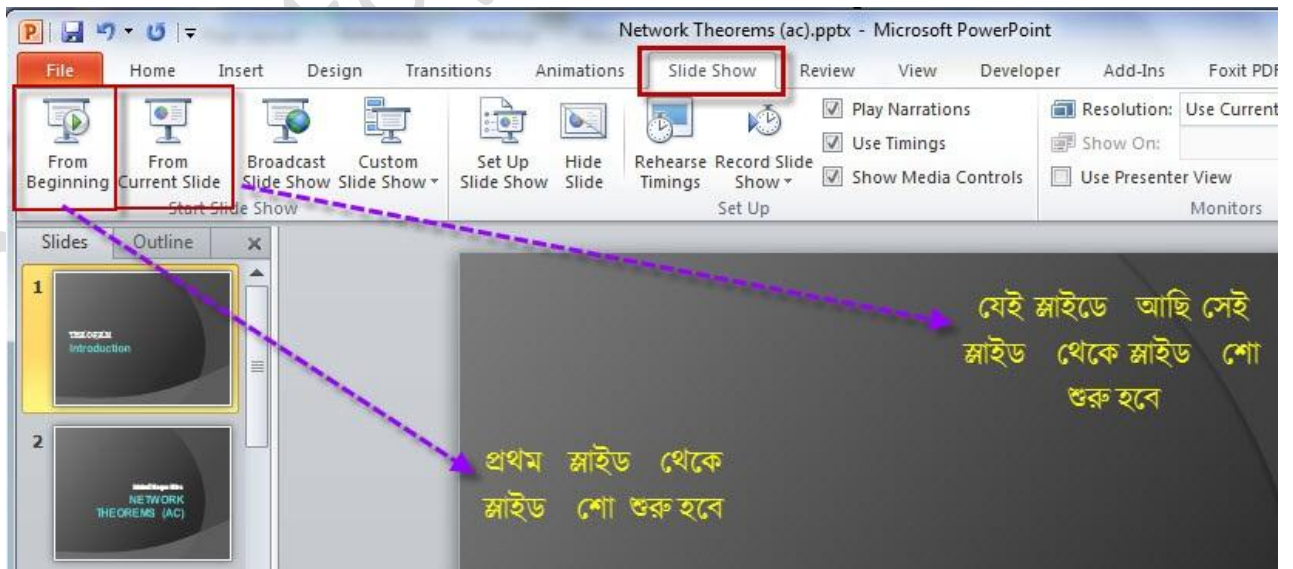 Network Theorems (ac).pptx - Microsoft PowerPoint
File Home Insert Design Transitions Animations Slide Show Review View Developer Add-Ins Foxit PDF
From Beginning
From Current Slide
Broadcast Slide Show
Custom Slide Show
Set Up Slide Show
Hide Slide
Rehearse Timings
Record Slide Show
Play Narrations
Use Timings
Show Media Controls
Resolution: Use Current
Show On:
Use Presenter View
Start Slide Show
Set Up
Monitors
Slides Outline
1
Introduction
2
NETWORK
THEOREMS (AC)
যেই স্লাইডে আছি সেই
স্লাইড থেকে স্লাইড শো
শুরু হবে
প্রথম স্লাইড থেকে
স্লাইড শো শুরু হবে